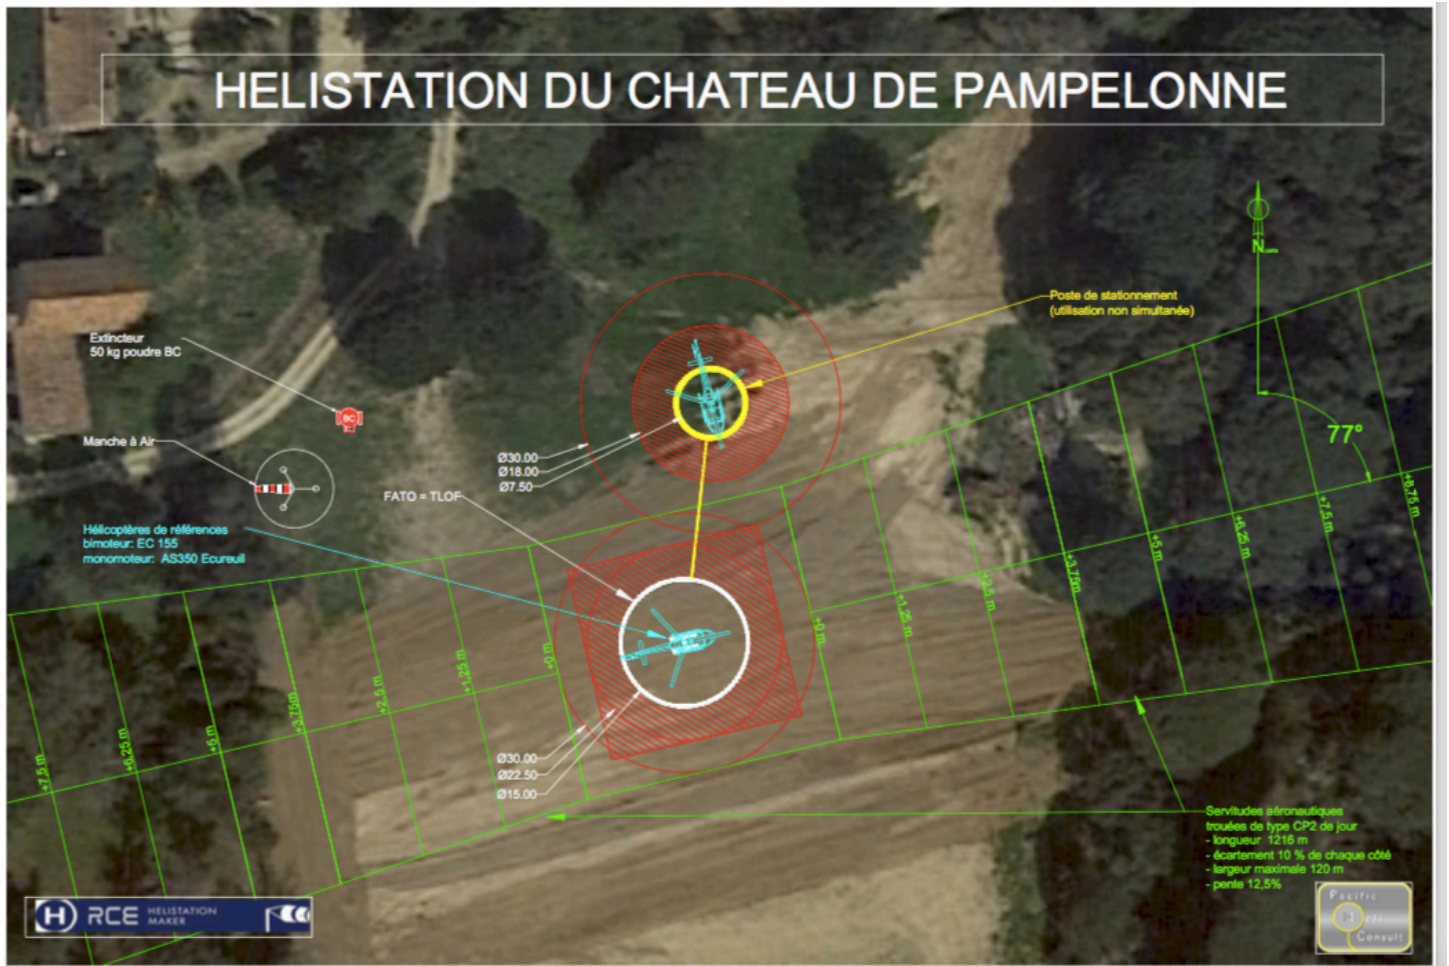 HELISTATION DU CHATEAU DE PAMPELONNE
N
Poste de stationnement
(utilisation non simultanée)
Extincteur
50 kg poudre BC
BC
77°
Manche à Air
Ø30.00
Ø18.00
Ø7.50
FATO = TLOF
Hélicoptères de références
bimoteur: EC 155
monomoteur: AS350 Ecureuil
+7,5 m
+6,25 m
+5 m
+3,75m
+2,5 m
+1,25 m
+0 m
+0 m
+1,25 m
+2,5 m
+3,75m
+5 m
+6,25 m
+7,5 m
+8,75 m
Ø30.00
Ø22.50
Ø15.00
Servitudes aéronautiques
trouées de type CP2 de jour
- longueur 1216 m
- écartement 10 % de chaque côté
- largeur maximale 120 m
- pente 12,5%
H RCE HELISTATION
MAKER
Pacific
H
Consult